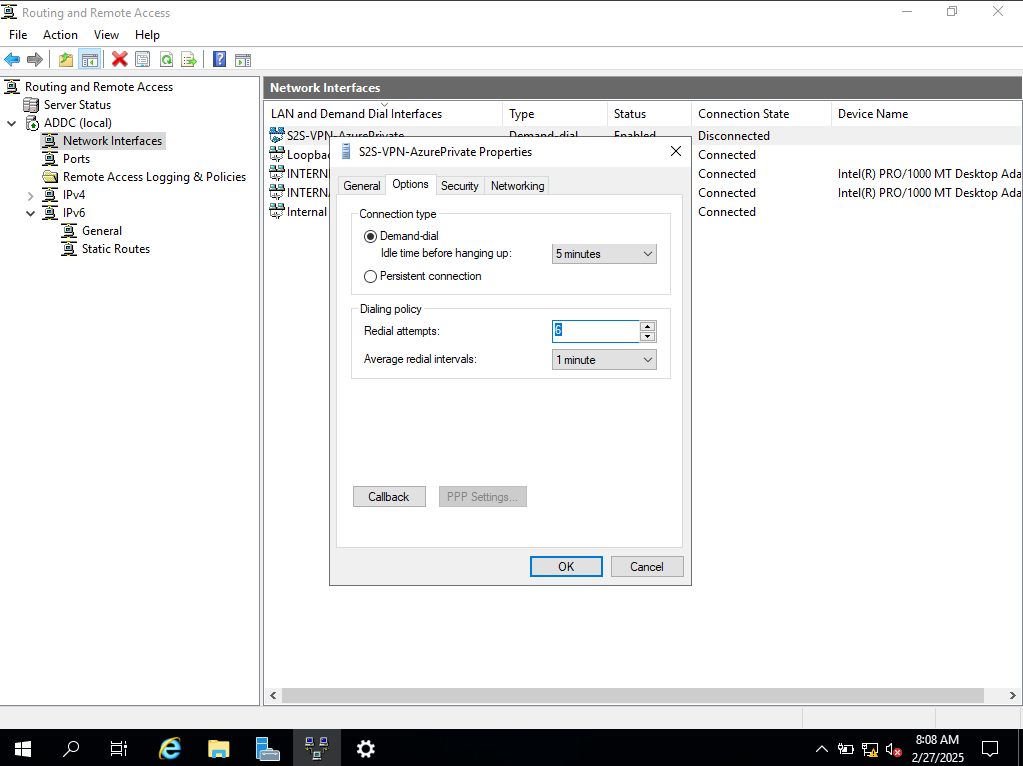 Routing and Remote Access
File Action View Help
Routing and Remote Access
Server Status
ADDC (local)
Network Interfaces
Ports
Remote Access Logging & Policies
IPv4
IPv6
General
Static Routes
Network Interfaces
LAN and Demand Dial Interfaces Type Status Connection State Device Name
S2S-VPN-AzurePrivate Demand-dial Enabled Disconnected
Loopba Connected
INTERN Connected Intel(R) PRO/1000 MT Desktop Ada
INTERNA Connected Intel(R) PRO/1000 MT Desktop Ada
Internal Connected
S2S-VPN-AzurePrivate Properties
General Options Security Networking
Connection type
Demand-dial
Idle time before hanging up: 5 minutes
Persistent connection
Dialing policy
Redial attempts: 6
Average redial intervals: 1 minute
Callback PPP Settings...
OK Cancel
8:08 AM
2/27/2025